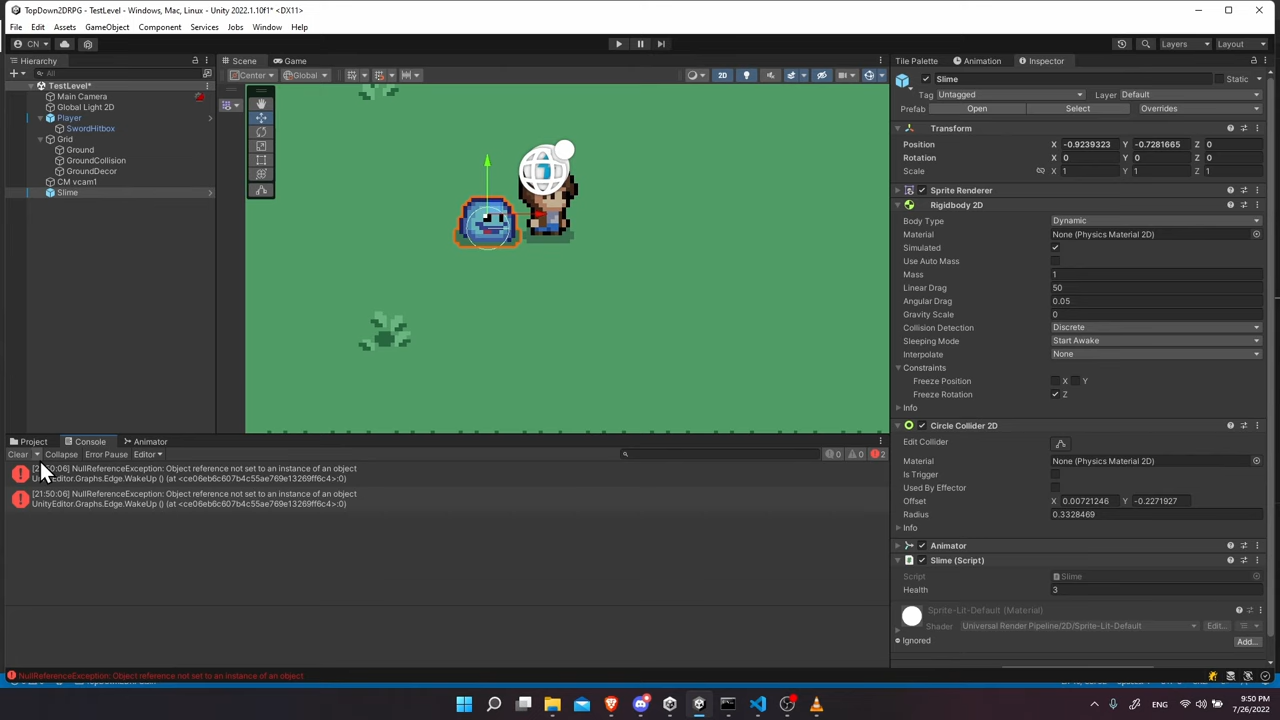 TopDown2DRPG - TestLevel - Windows, Mac, Linux - Unity 2022.1.10f1* <DX11>
File Edit Assets GameObject Component Services Jobs Window Help
CN Layers Layout
Hierarchy Scene Game Tile Palette Animation Inspector
All Center Global 2D Slime Static
TestLevel* Tag Untagged Layer Default
Main Camera Prefab Open Select Overrides
Global Light 2D
Player Transform
SwordHitbox Position X -0.9239323 Y -0.7281665 Z 0
Grid Rotation X 0 Y 0 Z 0
Ground Scale X 1 Y 1 Z 1
GroundCollision
GroundDecor
CM vcam1
Slime Sprite Renderer
Rigidbody 2D
Body Type Dynamic
Material None (Physics Material 2D)
Simulated
Use Auto Mass
Mass 1
Linear Drag 50
Angular Drag 0.05
Gravity Scale 0
Collision Detection Discrete
Sleeping Mode Start Awake
Interpolate None
Constraints
Freeze Position X Y
Freeze Rotation Z
Info
Circle Collider 2D
Edit Collider
Material None (Physics Material 2D)
Is Trigger
Used By Effector
Offset X 0.00721246 Y -0.2271927
Radius 0.3328469
Info
Animator
Slime (Script)
Script Slime
Health 3
Sprite-Lit-Default (Material)
Shader Universal Render Pipeline/2D/Sprite-Lit-Default Edit...
Ignored Add...
Project Console Animator
Clear Collapse Error Pause Editor 0 0 2
NullReferenceException: Object reference not set to an instance of an object
UnityEditor.Graphs.Edge.WakeUp () (at <ce06eb6c607b4c55ae769e13269ff6c4>:0)
[21:50:06] NullReferenceException: Object reference not set to an instance of an object
UnityEditor.Graphs.Edge.WakeUp () (at <ce06eb6c607b4c55ae769e13269ff6c4>:0)
NullReferenceException: Object reference not set to an instance of an object
ENG 9:50 PM
7/26/2022